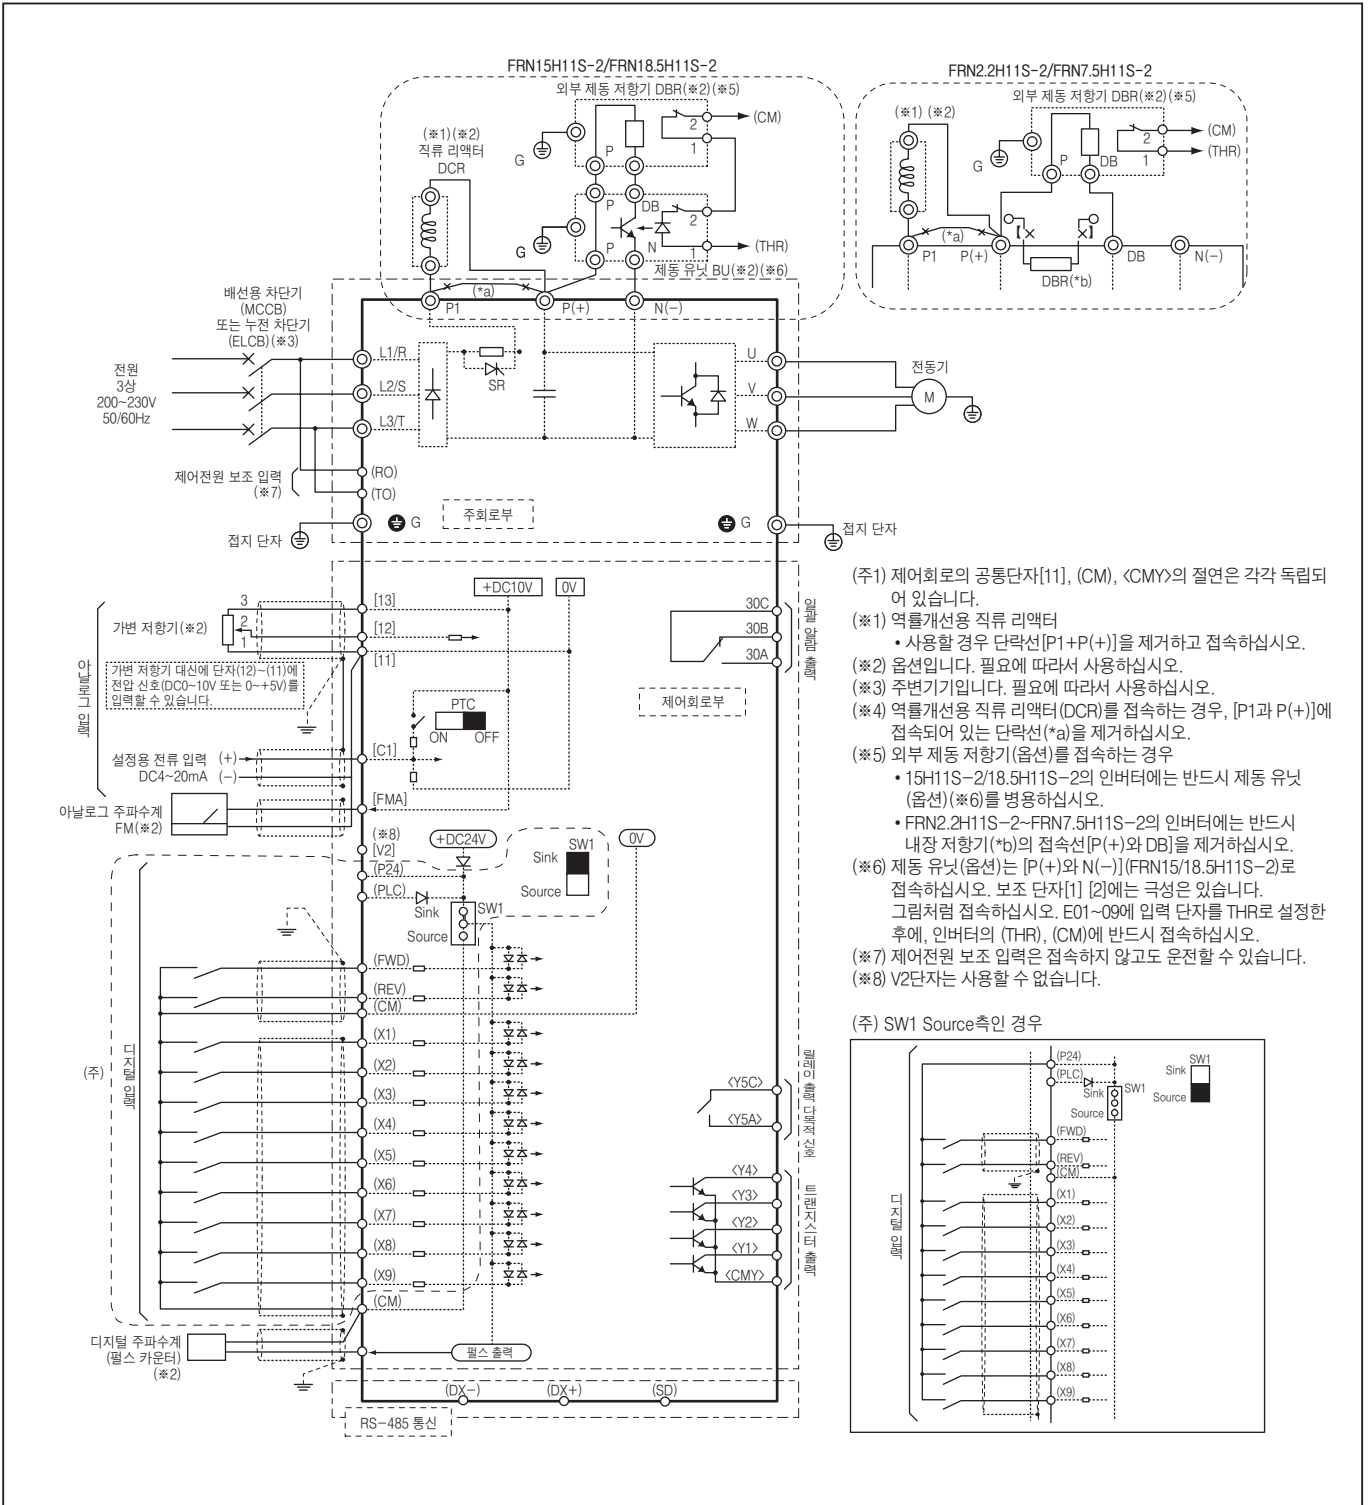 FRN15H11S-2/FRN18.5H11S-2
외부 제동 저항기 DBR(※2)(※5)
(CM)
2
1
(※1)(※2)
직류 리액터
DCR
G
P
P
DB
2
1
G
P
N
(THR)
제동 유닛 BU(※2)(※6)
(*a)
P1
P(+)
N(-)
FRN2.2H11S-2/FRN7.5H11S-2
외부 제동 저항기 DBR(※2)(※5)
(※1) (※2)
(CM)
2
(THR)
1
G
P
DB
(*a)
【 ✕
✕】
P1
P(+)
DBR(*b)
DB
N(-)
배선용 차단기
(MCCB)
또는 누전 차단기
(ELCB)(※3)
전원
3상
200~230V
50/60Hz
L1/R
L2/S
L3/T
SR
U
V
W
전동기
M
제어전원 보조 입력
(※7)
(RO)
(TO)
주회로부
접지 단자
G
G
접지 단자
아날로그 입력
3
가변 저항기(※2)
2
1
[13]
[12]
[11]
+DC10V
0V
가변 저항기 대신에 단자(12)~(11)에
전압 신호(DC0~10V 또는 0~+5V)를
입력할 수 있습니다.
PTC
ON
OFF
30C
30B
30A
일괄 알람 출력
제어회로부
설정용 전류 입력 (+)
DC4~20mA (-)
[C1]
아날로그 주파수계
FM(※2)
[FMA]
(※8)
[V2]
(P24)
(PLC)
+DC24V
Sink
SW1
Source
0V
Sink
SW1
Source
(주)
디지털 입력
(FWD)
(REV)
(CM)
(X1)
(X2)
(X3)
(X4)
(X5)
(X6)
(X7)
(X8)
(X9)
(CM)
〈Y5C〉
〈Y5A〉
릴레이 출력 다목적 신호
〈Y4〉
〈Y3〉
〈Y2〉
〈Y1〉
〈CMY〉
트랜지스터 출력
디지털 주파수계
(펄스 카운터)
(※2)
펄스 출력
(DX-)
(DX+)
(SD)
RS-485 통신
(주1) 제어회로의 공통단자[11], (CM), 〈CMY〉의 절연은 각각 독립되
어 있습니다.
(※1) 역률개선용 직류 리액터
• 사용할 경우 단락선[P1+P(+)]을 제거하고 접속하십시오.
(※2) 옵션입니다. 필요에 따라서 사용하십시오.
(※3) 주변기기입니다. 필요에 따라서 사용하십시오.
(※4) 역률개선용 직류 리액터(DCR)를 접속하는 경우, [P1과 P(+)]에
접속되어 있는 단락선(*a)을 제거하십시오.
(※5) 외부 제동 저항기(옵션)를 접속하는 경우
• 15H11S-2/18.5H11S-2의 인버터에는 반드시 제동 유닛
(옵션)(※6)를 병용하십시오.
• FRN2.2H11S-2~FRN7.5H11S-2의 인버터에는 반드시
내장 저항기(*b)의 접속선[P(+)와 DB]을 제거하십시오.
(※6) 제동 유닛(옵션)는 [P(+)와 N(-)](FRN15/18.5H11S-2)로
접속하십시오. 보조 단자[1] [2]에는 극성은 있습니다.
그림처럼 접속하십시오. E01~09에 입력 단자를 THR로 설정한
후에, 인버터의 (THR), (CM)에 반드시 접속하십시오.
(※7) 제어전원 보조 입력은 접속하지 않고도 운전할 수 있습니다.
(※8) V2단자는 사용할 수 없습니다.
(주) SW1 Source측인 경우
디지털 입력
(P24)
(PLC)
Sink
SW1
Source
Sink
SW1
Source
(FWD)
(REV)
(CM)
(X1)
(X2)
(X3)
(X4)
(X5)
(X6)
(X7)
(X8)
(X9)